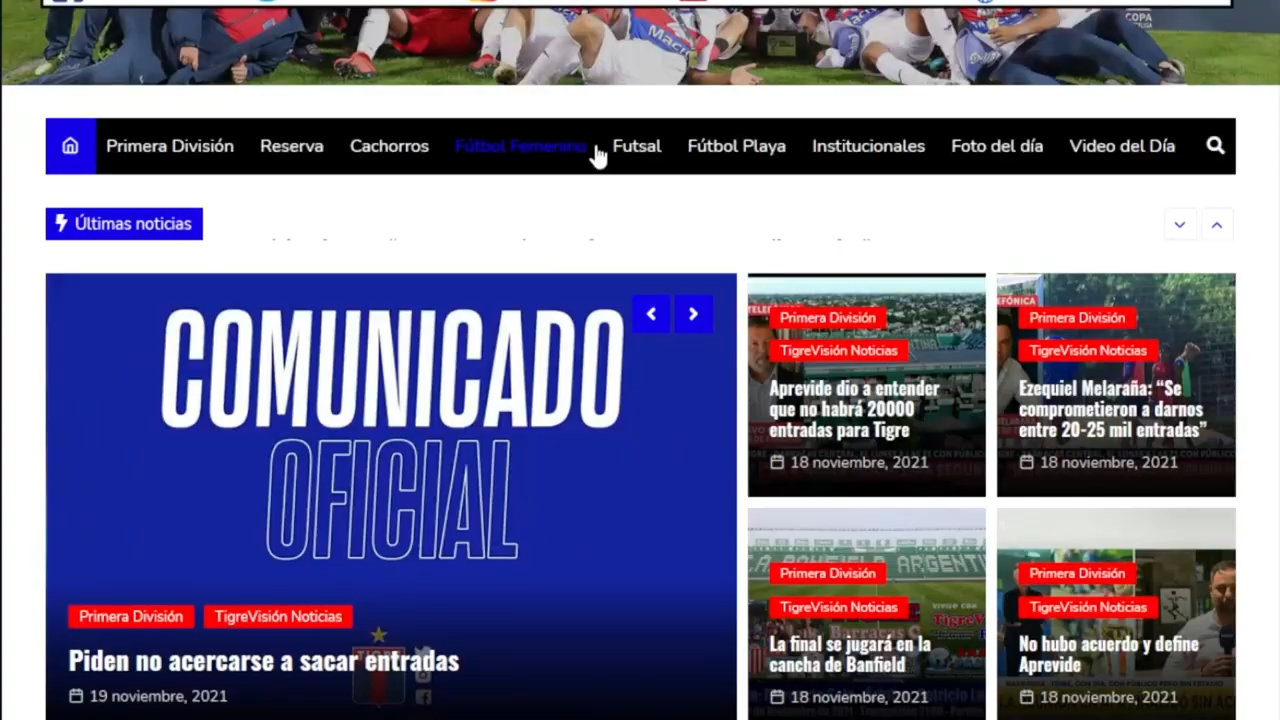 COPA
Macro
Primera División
Reserva
Cachorros
Fútbol Femenino
Futsal
Fútbol Playa
Institucionales
Foto del día
Video del Día
Últimas noticias
COMUNICADO
OFICIAL
Primera División
TigreVisión Noticias
Piden no acercarse a sacar entradas
19 noviembre, 2021
Primera División
TigreVisión Noticias
Aprevide dio a entender
que no habrá 20000
entradas para Tigre
18 noviembre, 2021
Primera División
TigreVisión Noticias
Ezequiel Melaraña: “Se
comprometieron a darnos
entre 20-25 mil entradas”
18 noviembre, 2021
Primera División
TigreVisión Noticias
La final se jugará en la
cancha de Banfield
18 noviembre, 2021
Primera División
TigreVisión Noticias
No hubo acuerdo y define
Aprevide
18 noviembre, 2021